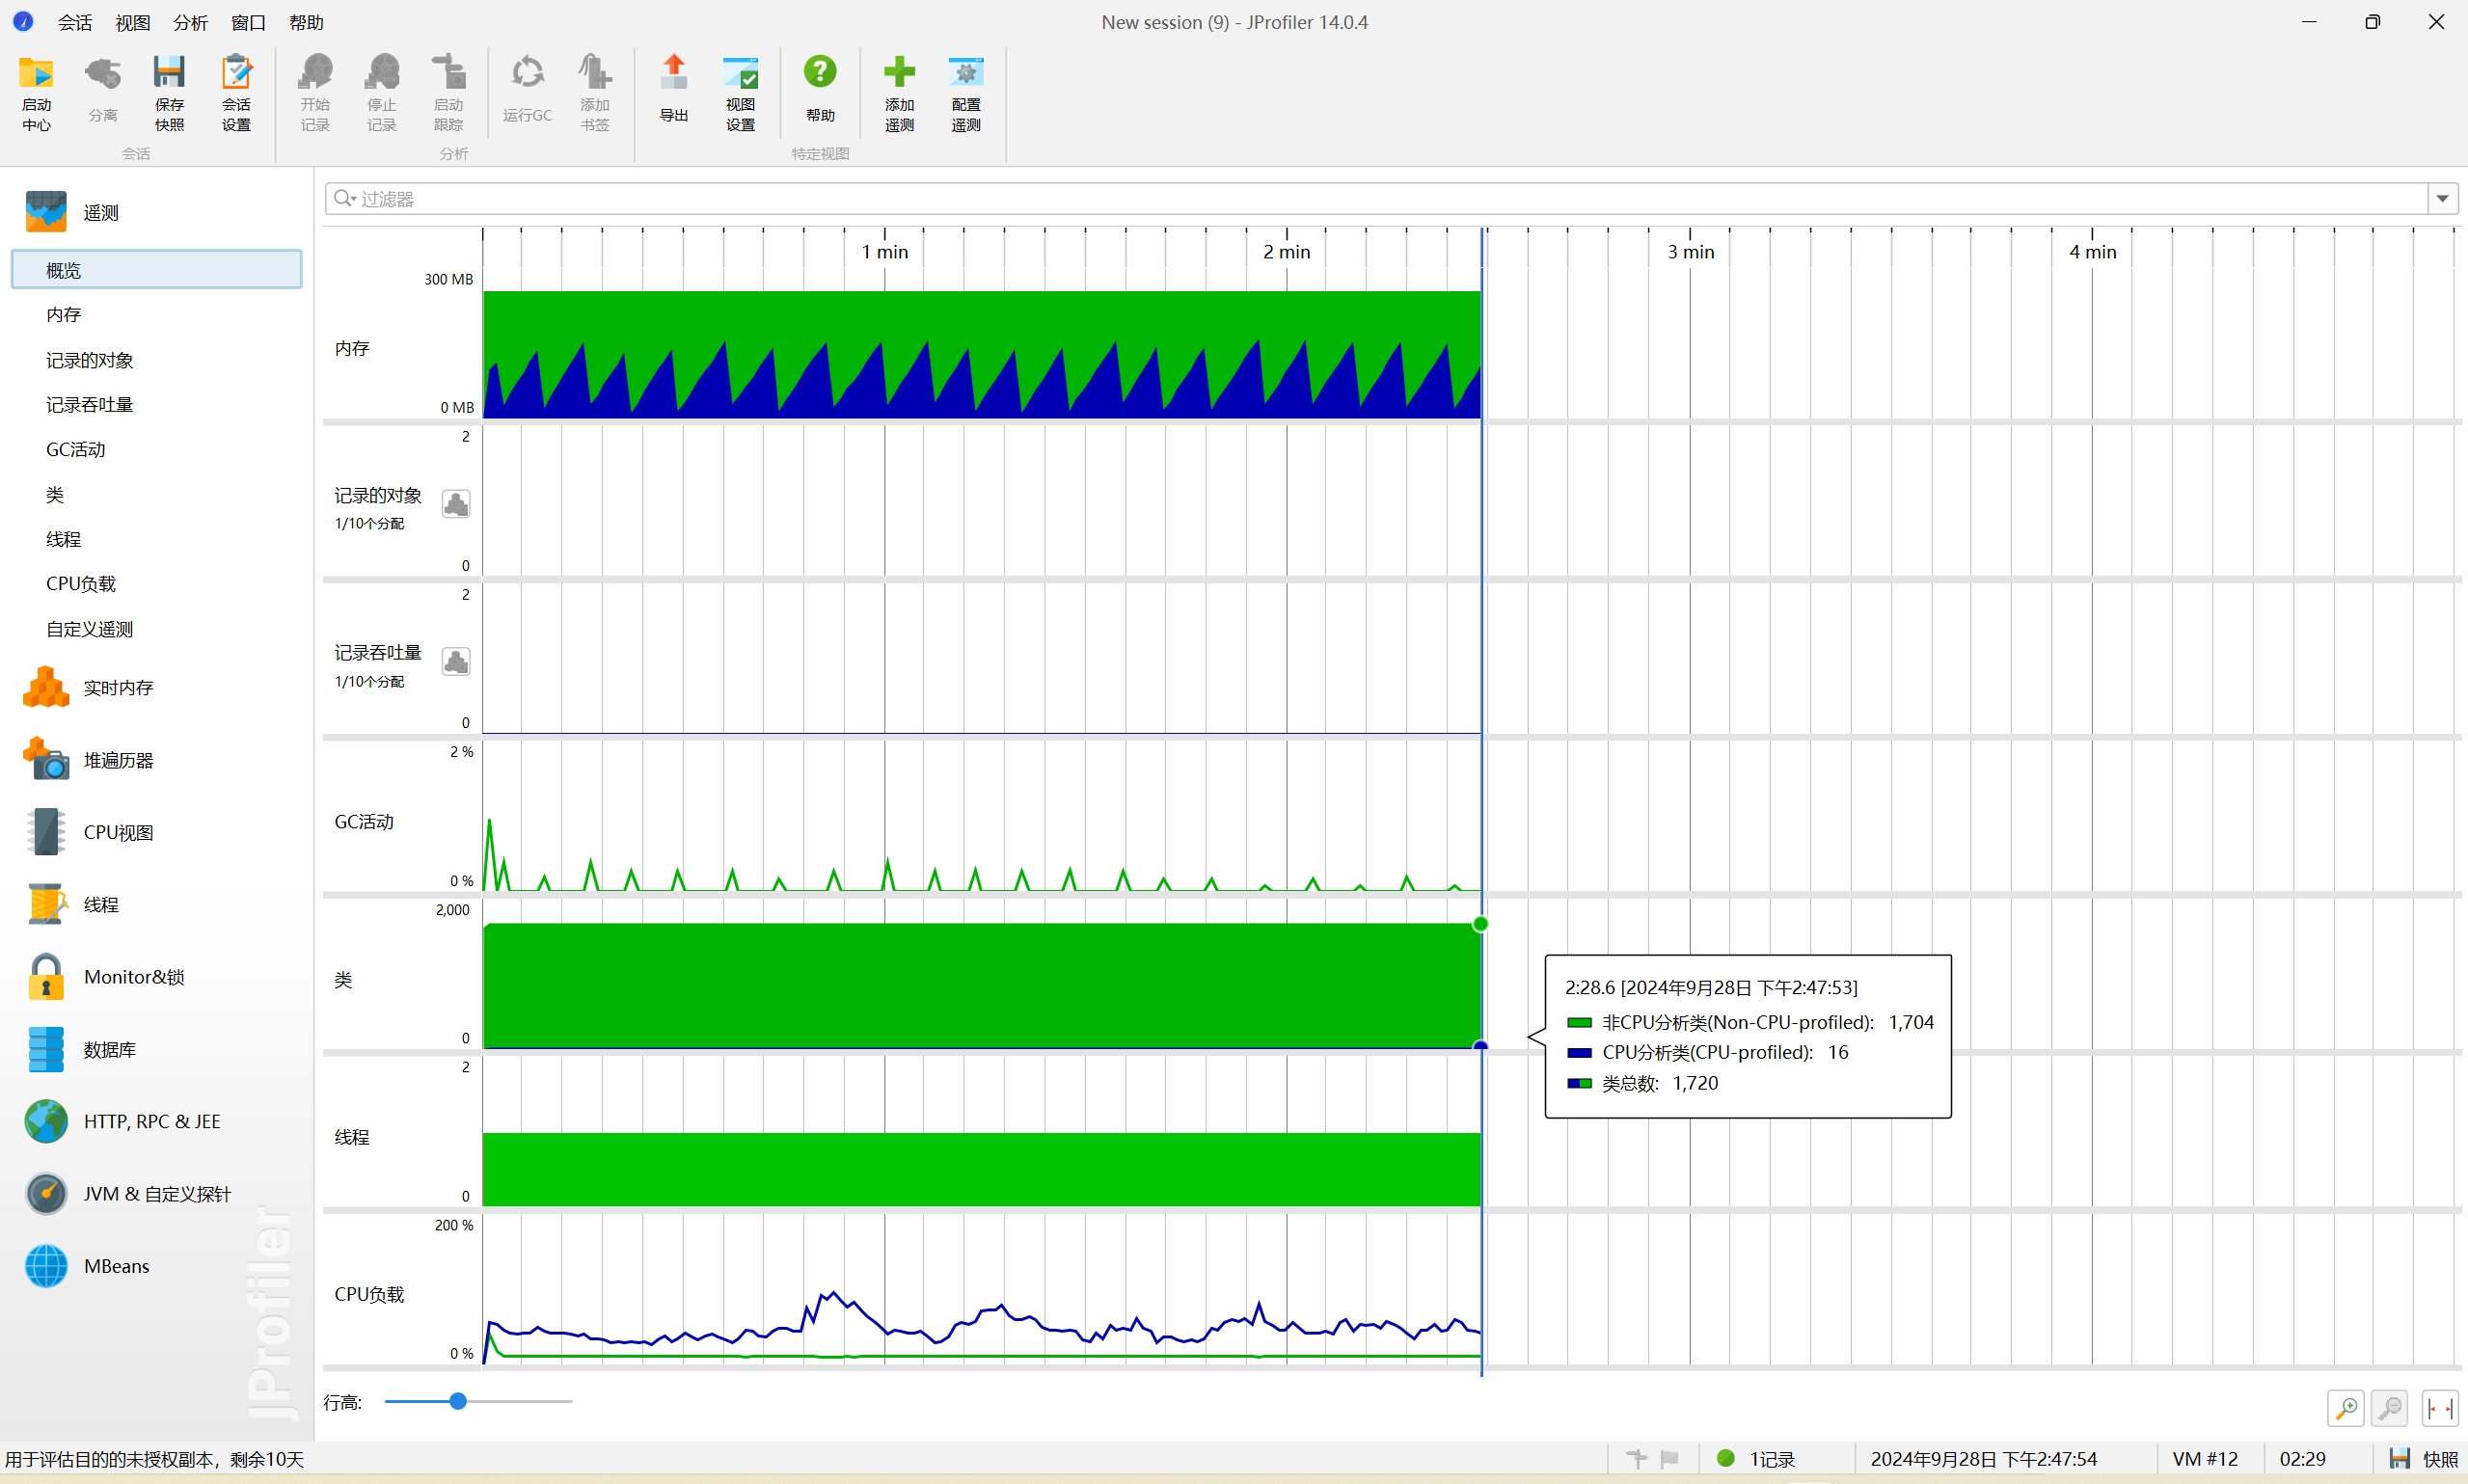 会话 视图 分析 窗口 帮助
New session (9) - JProfiler 14.0.4
启动中心 分离 保存快照 会话设置 开始记录 停止记录 启动跟踪 运行GC 添加书签 导出 视图设置 帮助 添加遥测 配置遥测
会话 分析 特定视图
遥测
概览
内存
记录的对象
记录吞吐量
GC活动
类
线程
CPU负载
自定义遥测
实时内存
堆遍历器
CPU视图
线程
Monitor&锁
数据库
HTTP, RPC & JEE
JVM & 自定义探针
MBeans
JProfiler
过滤器
1 min 2 min 3 min 4 min
300 MB
内存
0 MB
2
记录的对象
1/10个分配
0
2
记录吞吐量
1/10个分配
0
2 %
GC活动
0 %
2,000
类
0
2:28.6 [2024年9月28日 下午2:47:53]
非CPU分析类(Non-CPU-profiled): 1,704
CPU分析类(CPU-profiled): 16
类总数: 1,720
2
线程
0
200 %
CPU负载
0 %
行高:
用于评估目的的未授权副本，剩余10天
1记录 2024年9月28日 下午2:47:54 VM #12 02:29 快照